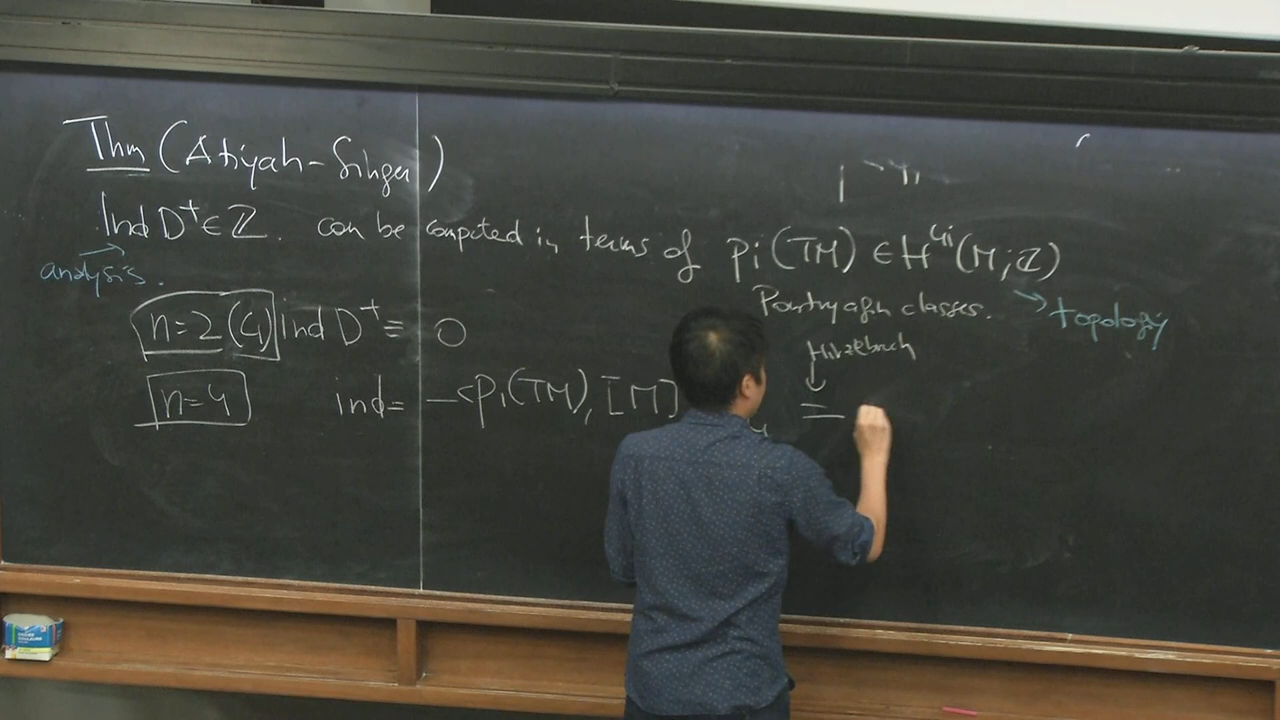 Thm (Atiyah-Singer)
Ind D⁺ ∈ ℤ. can be computed in terms of pi(TM) ∈ H⁴ⁱ(M; ℤ)
analysis.
Pontryagin classes. → topology
n=2 (4) ind D⁺ = 0
Hirzebruch
n=4 ind = -<p₁(TM), [M] =